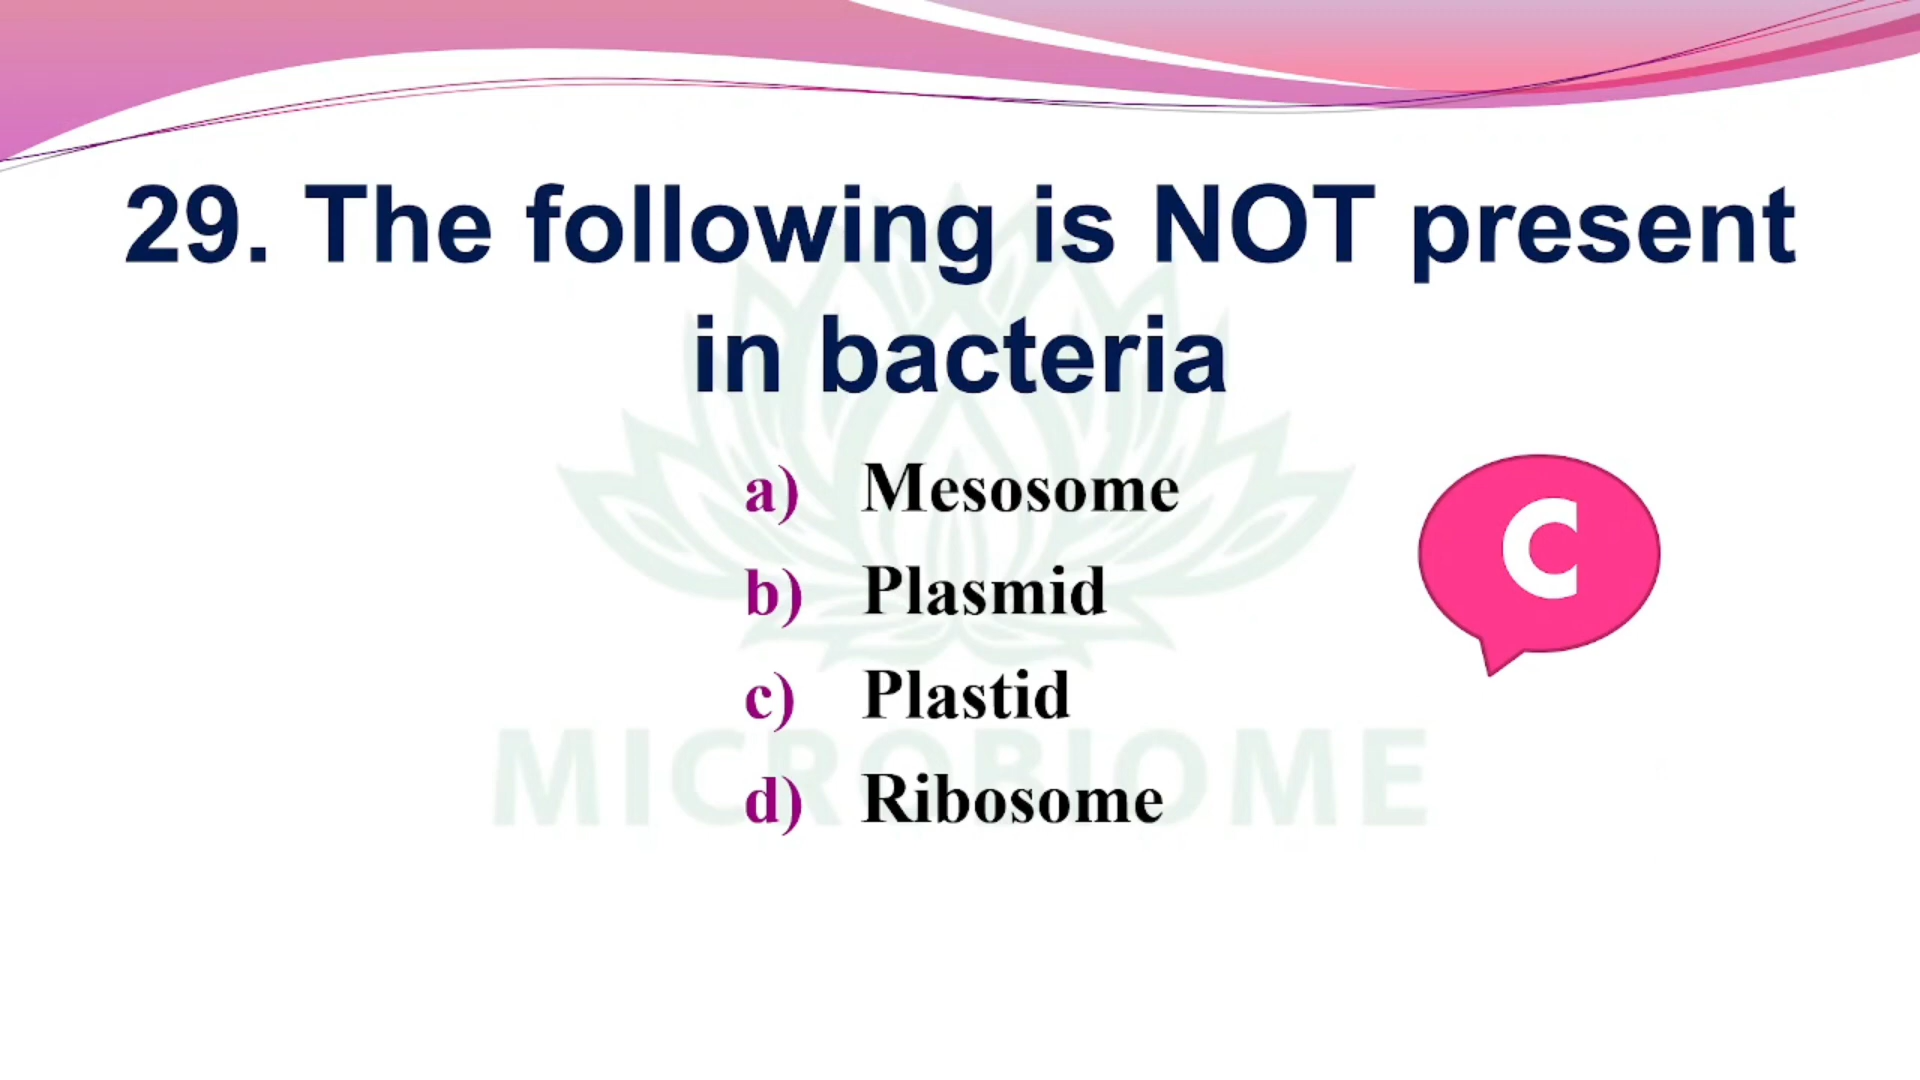 29. The following is NOT present
in bacteria
a) Mesosome
b) Plasmid
C
c) Plastid
d) Ribosome
MICROBIOME